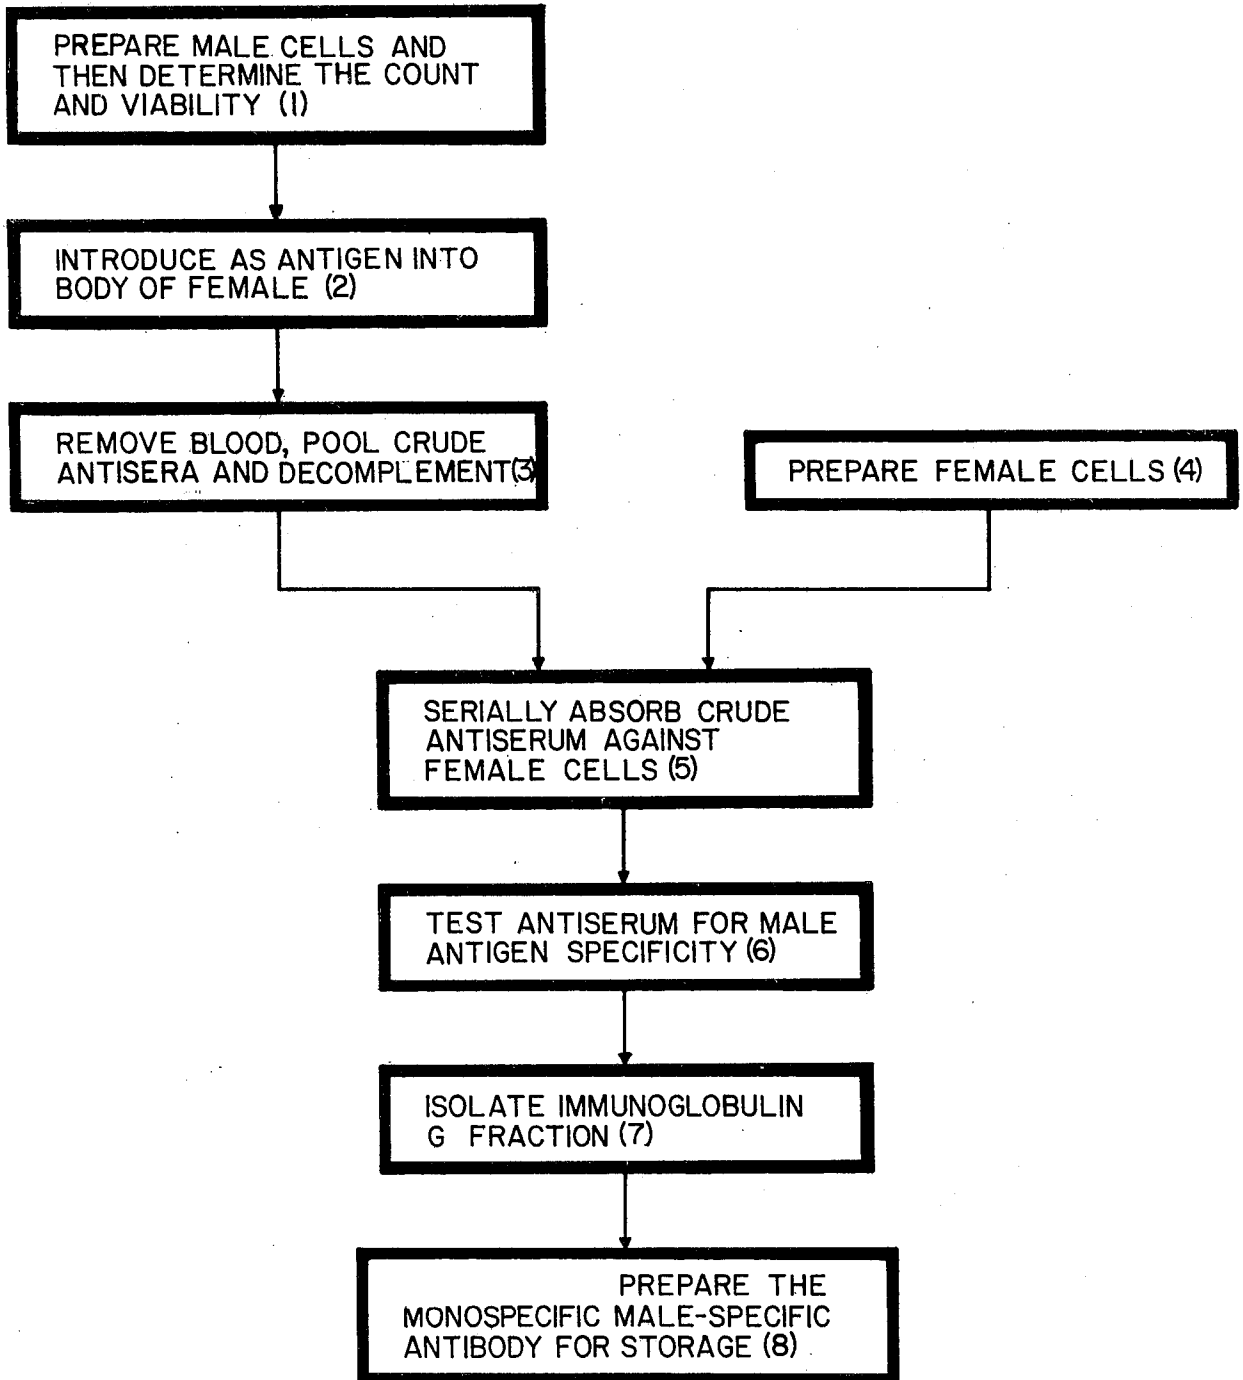 PREPARE MALE CELLS AND
THEN DETERMINE THE COUNT
AND VIABILITY (1)
INTRODUCE AS ANTIGEN INTO
BODY OF FEMALE (2)
REMOVE BLOOD, POOL CRUDE
ANTISERA AND DECOMPLEMENT (3)
PREPARE FEMALE CELLS (4)
SERIALLY ABSORB CRUDE
ANTISERUM AGAINST
FEMALE CELLS (5)
TEST ANTISERUM FOR MALE
ANTIGEN SPECIFICITY (6)
ISOLATE IMMUNOGLOBULIN
G FRACTION (7)
PREPARE THE
MONOSPECIFIC MALE-SPECIFIC
ANTIBODY FOR STORAGE (8)